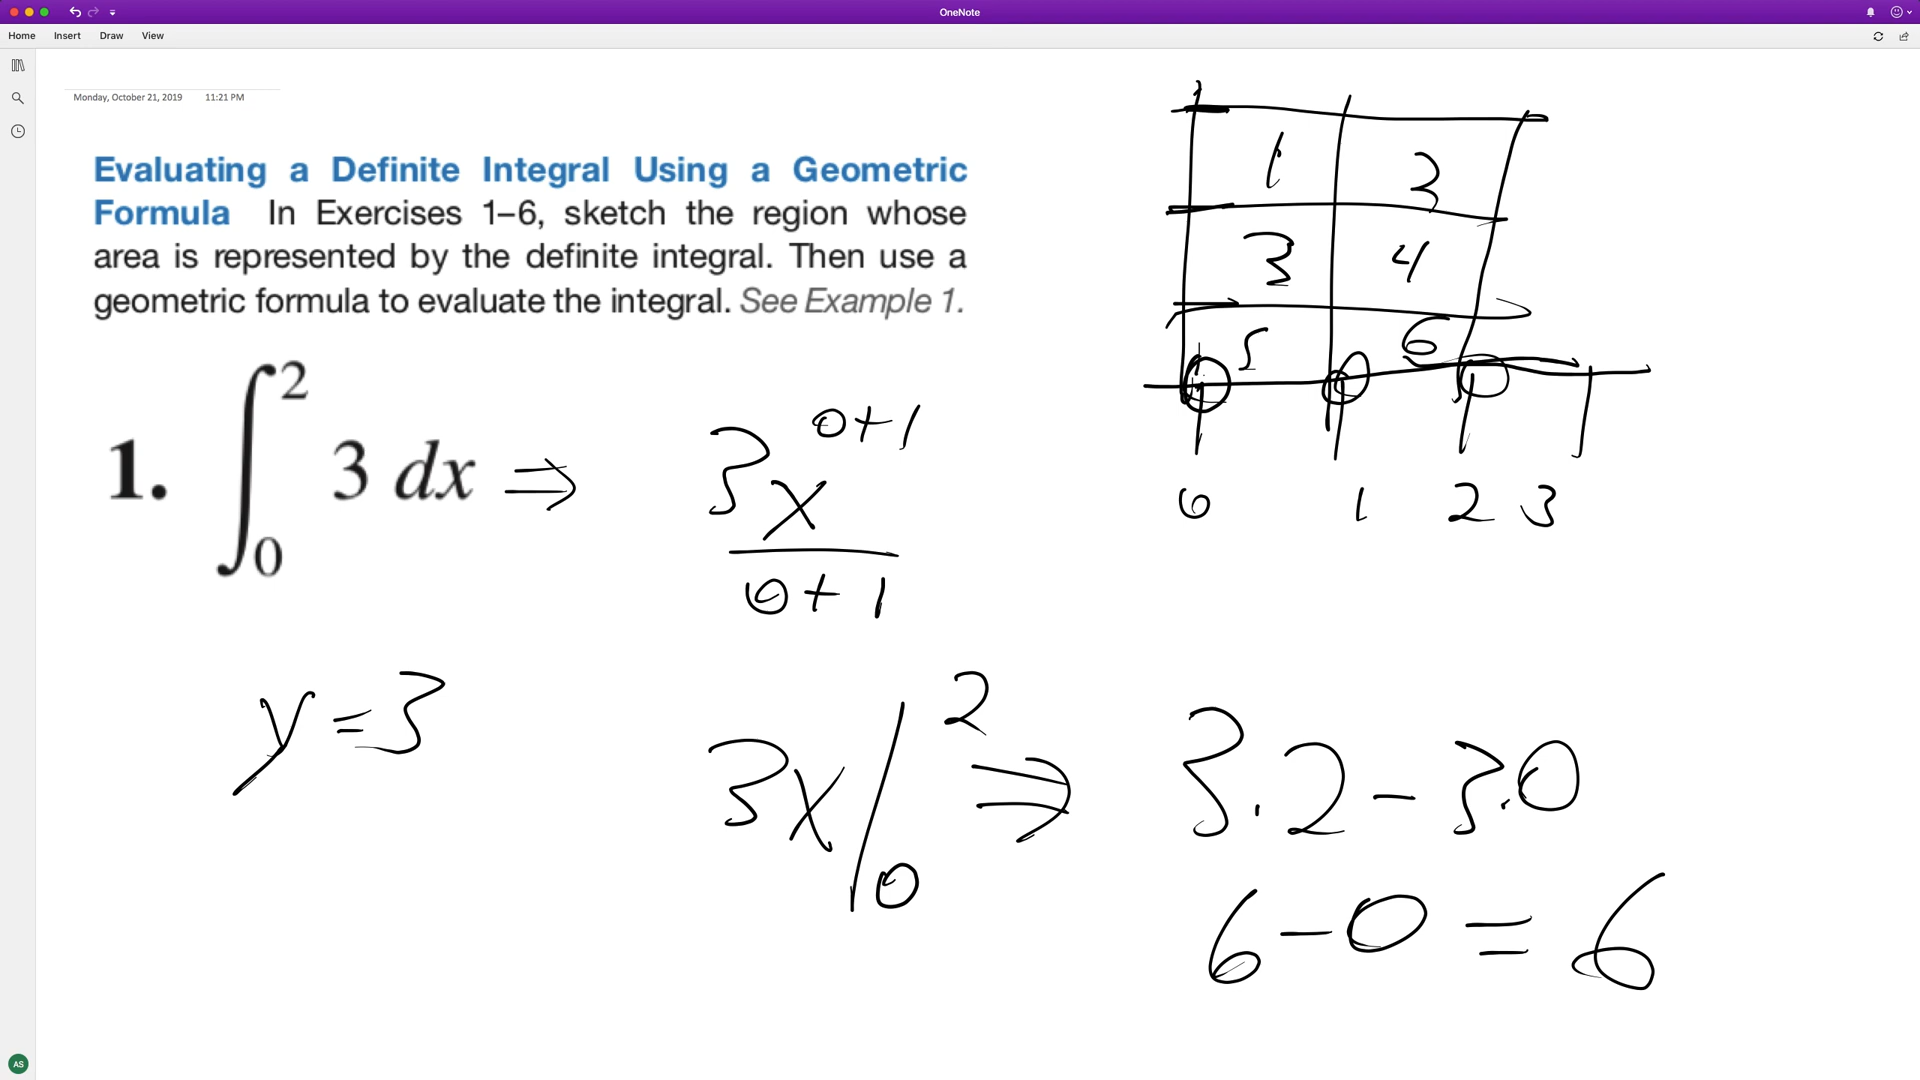 OneNote
Home Insert Draw View
Monday, October 21, 2019 11:21 PM
Evaluating a Definite Integral Using a Geometric
Formula In Exercises 1–6, sketch the region whose
area is represented by the definite integral. Then use a
geometric formula to evaluate the integral. See Example 1.
1. ∫₀² 3 dx ⇒
3x^(0+1)
0+1
y=3
3x/₀² ⇒ 3.2-3.0
6-0=6
1 3
3 4
5 6
0 1 2 3
AS